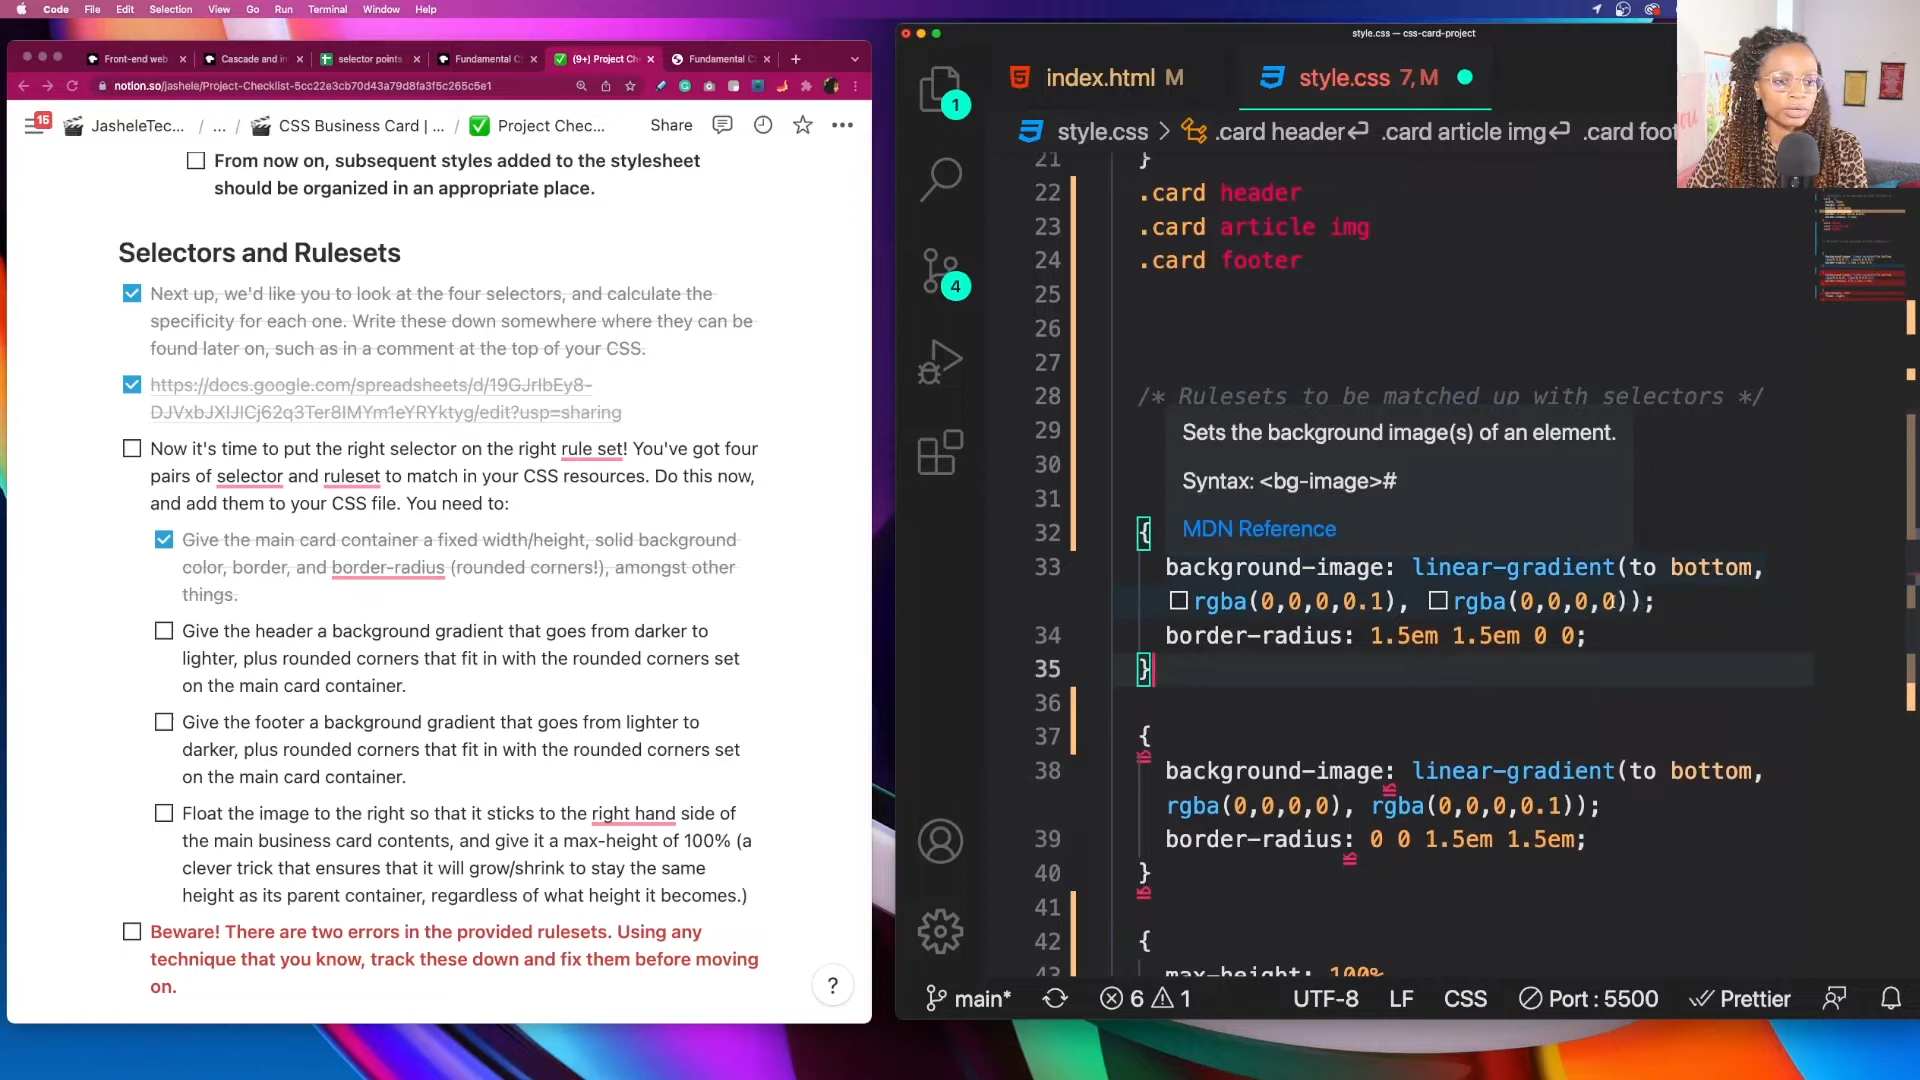 Code File Edit Selection View Go Run Terminal Window Help
Front-end web
Cascade and in
selector points
Fundamental C
(9+) Project Ch
Fundamental C
notion.so/jashele/Project-Checklist-5cc22e3cb70d43a79d8fa3f5c265c5e1
15
JasheleTec... / ... / CSS Business Card | ... / Project Chec...
Share
From now on, subsequent styles added to the stylesheet
should be organized in an appropriate place.
Selectors and Rulesets
Next up, we'd like you to look at the four selectors, and calculate the
specificity for each one. Write these down somewhere where they can be
found later on, such as in a comment at the top of your CSS.
https://docs.google.com/spreadsheets/d/19GJrIbEy8-
DJVxbJXIJICj62q3Ter8IMYm1eYRYktyg/edit?usp=sharing
Now it's time to put the right selector on the right rule set! You've got four
pairs of selector and ruleset to match in your CSS resources. Do this now,
and add them to your CSS file. You need to:
Give the main card container a fixed width/height, solid background
color, border, and border-radius (rounded corners!), amongst other
things.
Give the header a background gradient that goes from darker to
lighter, plus rounded corners that fit in with the rounded corners set
on the main card container.
Give the footer a background gradient that goes from lighter to
darker, plus rounded corners that fit in with the rounded corners set
on the main card container.
Float the image to the right so that it sticks to the right hand side of
the main business card contents, and give it a max-height of 100% (a
clever trick that ensures that it will grow/shrink to stay the same
height as its parent container, regardless of what height it becomes.)
Beware! There are two errors in the provided rulesets. Using any
technique that you know, track these down and fix them before moving
on.
?
style.css — css-card-project
1
4
index.html M
style.css 7, M
style.css > .card header↵ .card article img↵ .card foot
21 }
22 .card header
23 .card article img
24 .card footer
25
26
27
28 /* Rulesets to be matched up with selectors */
29
30
31
Sets the background image(s) of an element.
Syntax: <bg-image>#
MDN Reference
32 {
33 background-image: linear-gradient(to bottom,
rgba(0,0,0,0.1), rgba(0,0,0,0));
34 border-radius: 1.5em 1.5em 0 0;
35 }
36
37 {
38 background-image: linear-gradient(to bottom,
rgba(0,0,0,0), rgba(0,0,0,0.1));
39 border-radius: 0 0 1.5em 1.5em;
40 }
41
42 {
43 max-height: 100%
main* 6 1 UTF-8 LF CSS Port : 5500 Prettier
you